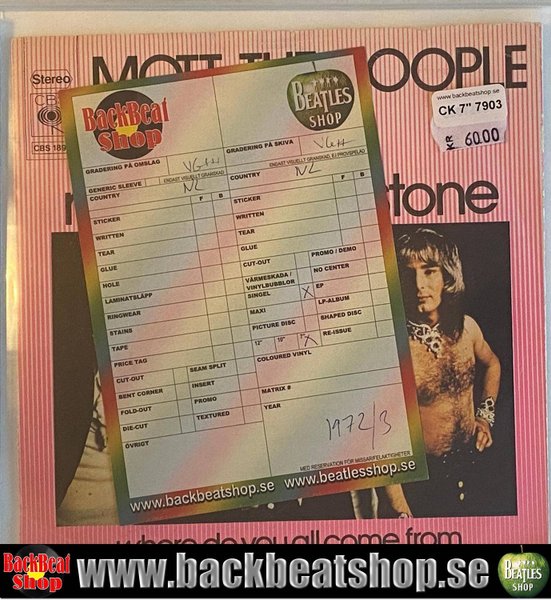 MOTT THE HOOPLE
Stereo
CBS
CBS 189
www.backbeatshop.se
CK 7" 7903
KR 60.00
tone
BackBeat
Shop
BEATLES
SHOP
GRADERING PÅ OMSLAG VG++
GRADERING PÅ SKIVA VG++
ENDAST VISUELLT GRANSKAD
ENDAST VISUELLT GRANSKAD, EJ PROVSPELAD
GENERIC SLEEVE
COUNTRY NL
F B
STICKER
WRITTEN
TEAR
GLUE
HOLE
LAMINATSLÄPP
RINGWEAR
STAINS
TAPE
PRICE TAG
CUT-OUT SEAM SPLIT
BENT CORNER INSERT
FOLD-OUT PROMO
DIE-CUT TEXTURED
ÖVRIGT
COUNTRY NL
F B
STICKER
WRITTEN
TEAR
GLUE
CUT-OUT PROMO / DEMO
VÄRMESKADA / VINYLBUBBLOR NO CENTER
SINGEL X EP
MAXI LP-ALBUM
PICTURE DISC SHAPED DISC
12" 10" 7" X RE-ISSUE
COLOURED VINYL
MATRIX #
YEAR
1972/3
MED RESERVATION FÖR MISSAR/FELAKTIGHETER
www.backbeatshop.se www.beatlesshop.se
where do you all come from
BackBeat
Shop
www.backbeatshop.se
BEATLES
SHOP